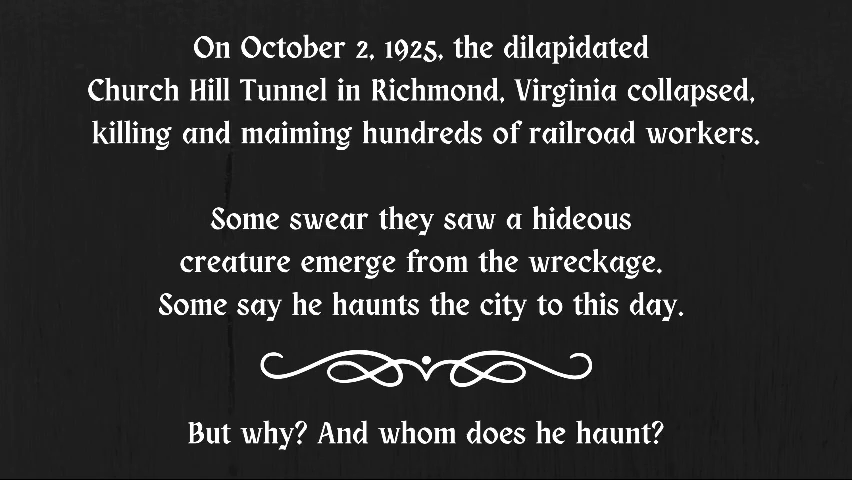 On October 2, 1925, the dilapidated
Church Hill Tunnel in Richmond, Virginia collapsed,
killing and maiming hundreds of railroad workers.
Some swear they saw a hideous
creature emerge from the wreckage.
Some say he haunts the city to this day.
But why? And whom does he haunt?